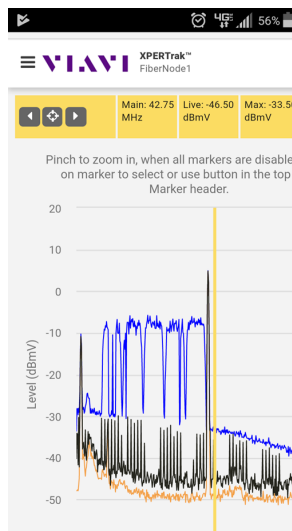 4G 56%
VIAVI XPERTrak™
FiberNode1
Main: 42.75 MHz
Live: -46.50 dBmV
Max: -33.5
dBmV
Pinch to zoom in, when all markers are disable
on marker to select or use button in the top
Marker header.
20
10
0
-10
-20
-30
-40
-50
Level (dBmV)